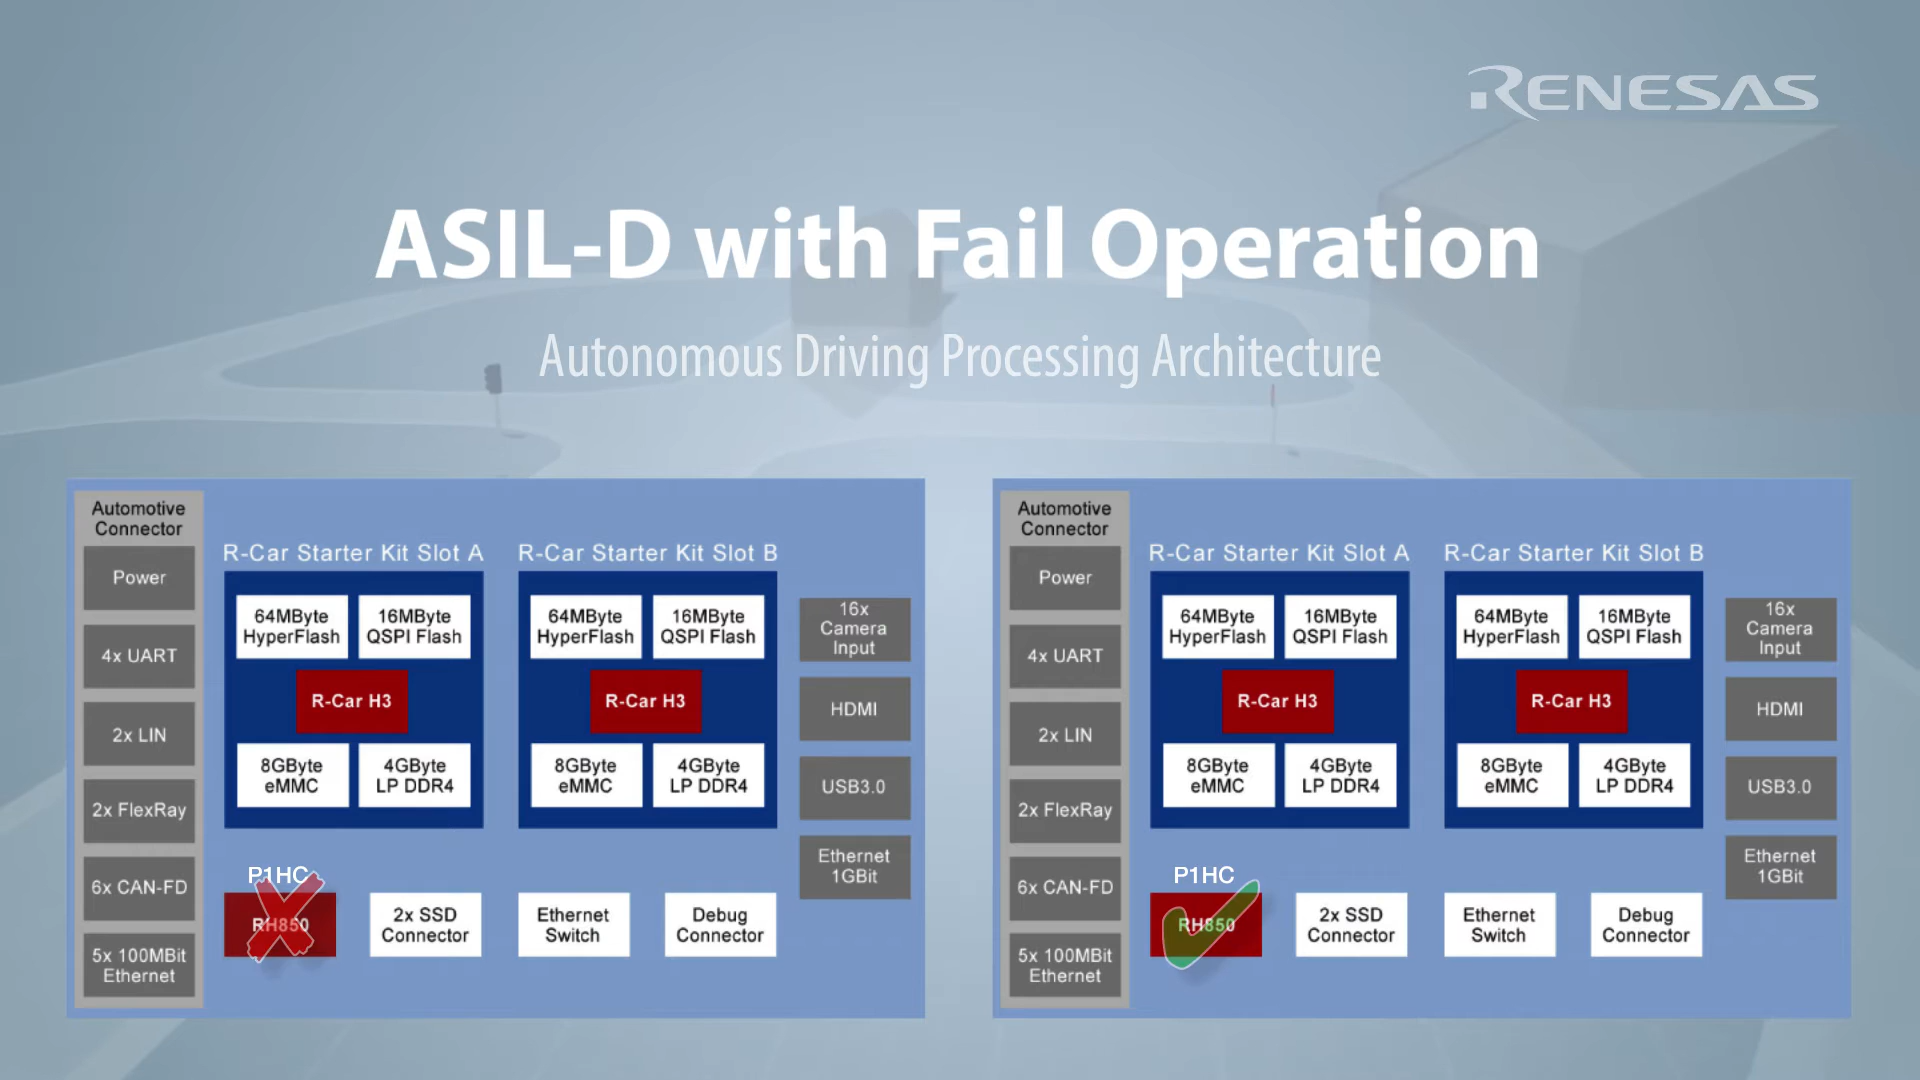 RENESAS
ASIL-D with Fail Operation
Autonomous Driving Processing Architecture
Automotive
Connector
Power
4x UART
2x LIN
2x FlexRay
6x CAN-FD
5x 100MBit
Ethernet
R-Car Starter Kit Slot A
64MByte
HyperFlash
16MByte
QSPI Flash
R-Car H3
8GByte
eMMC
4GByte
LP DDR4
R-Car Starter Kit Slot B
64MByte
HyperFlash
16MByte
QSPI Flash
R-Car H3
8GByte
eMMC
4GByte
LP DDR4
16x
Camera
Input
HDMI
USB3.0
Ethernet
1GBit
P1HC
RH850
2x SSD
Connector
Ethernet
Switch
Debug
Connector
Automotive
Connector
Power
4x UART
2x LIN
2x FlexRay
6x CAN-FD
5x 100MBit
Ethernet
R-Car Starter Kit Slot A
64MByte
HyperFlash
16MByte
QSPI Flash
R-Car H3
8GByte
eMMC
4GByte
LP DDR4
R-Car Starter Kit Slot B
64MByte
HyperFlash
16MByte
QSPI Flash
R-Car H3
8GByte
eMMC
4GByte
LP DDR4
16x
Camera
Input
HDMI
USB3.0
Ethernet
1GBit
P1HC
RH850
2x SSD
Connector
Ethernet
Switch
Debug
Connector